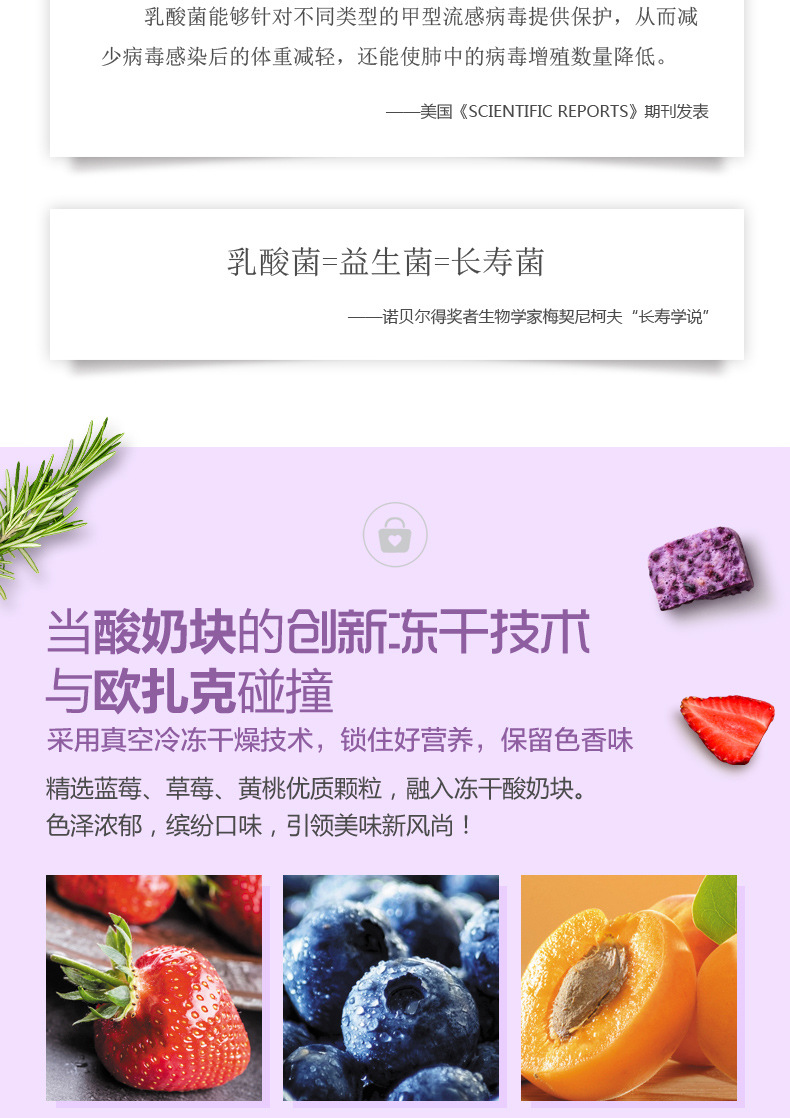 乳酸菌能够针对不同类型的甲型流感病毒提供保护，从而减
少病毒感染后的体重减轻，还能使肺中的病毒增殖数量降低。
——美国《SCIENTIFIC REPORTS》期刊发表
乳酸菌=益生菌=长寿菌
——诺贝尔得奖者生物学家梅契尼柯夫“长寿学说”
当酸奶块的创新冻干技术
与欧扎克碰撞
采用真空冷冻干燥技术，锁住好营养，保留色香味
精选蓝莓、草莓、黄桃优质颗粒，融入冻干酸奶块。
色泽浓郁，缤纷口味，引领美味新风尚！